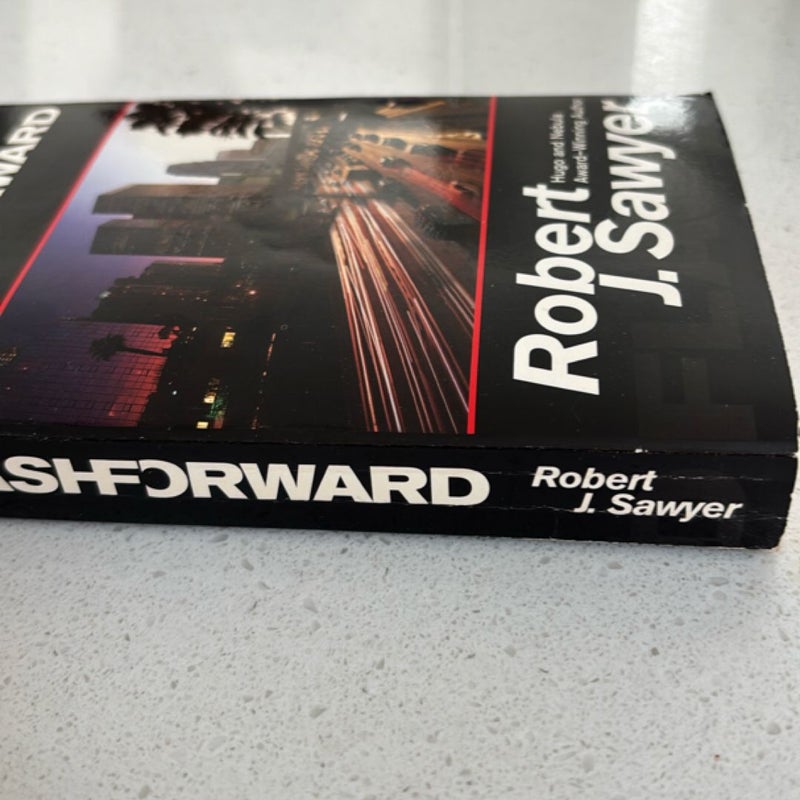 WARD
Hugo and Nebula
Award-Winning Author
Robert
J. Sawyer
ASHFORWARD
Robert
J. Sawyer